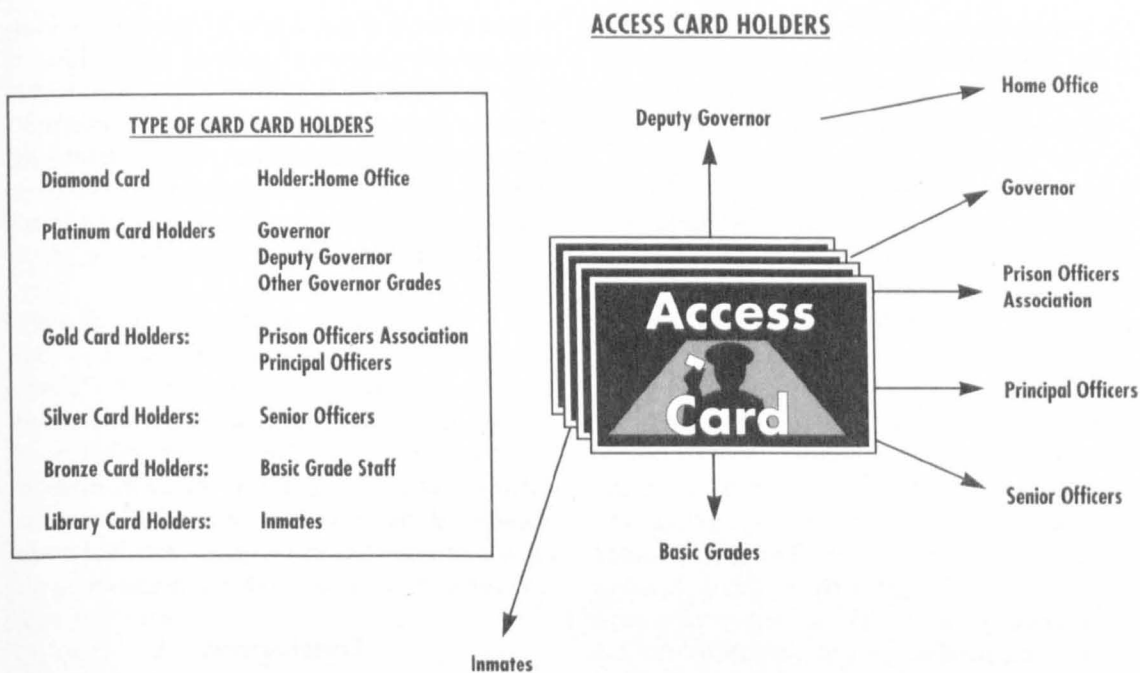 ACCESS CARD HOLDERS
TYPE OF CARD CARD HOLDERS
Diamond Card Holder:Home Office
Platinum Card Holders Governor
Deputy Governor
Other Governor Grades
Gold Card Holders: Prison Officers Association
Principal Officers
Silver Card Holders: Senior Officers
Bronze Card Holders: Basic Grade Staff
Library Card Holders: Inmates
Deputy Governor
Home Office
Governor
Prison Officers
Association
Access
Card
Principal Officers
Senior Officers
Basic Grades
Inmates